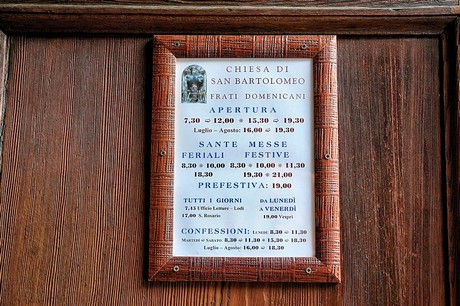 CHIESA DI
SAN BARTOLOMEO
FRATI DOMENICANI
APERTURA
7,30 ⇨ 12,00 * 15,30 ⇨ 19,30
Luglio - Agosto: 16,00 ⇨ 19,30
SANTE MESSE
FERIALI FESTIVE
8,30 * 10,00 8,30 * 10,00 * 11,30
18,30 19,30 * 21,00
PREFESTIVA: 19,00
TUTTI I GIORNI
7,45 Ufficio Letture - Lodi
17,00 S. Rosario
DA LUNEDÌ
A VENERDÌ
19,00 Vespri
CONFESSIONI: Lunedì 8,30 ⇨ 11,30
Martedì ⇨ Sabato: 8,30 ⇨ 11,30 * 15,30 ⇨ 18,30
Luglio - Agosto 16,00 ⇨ 18,30